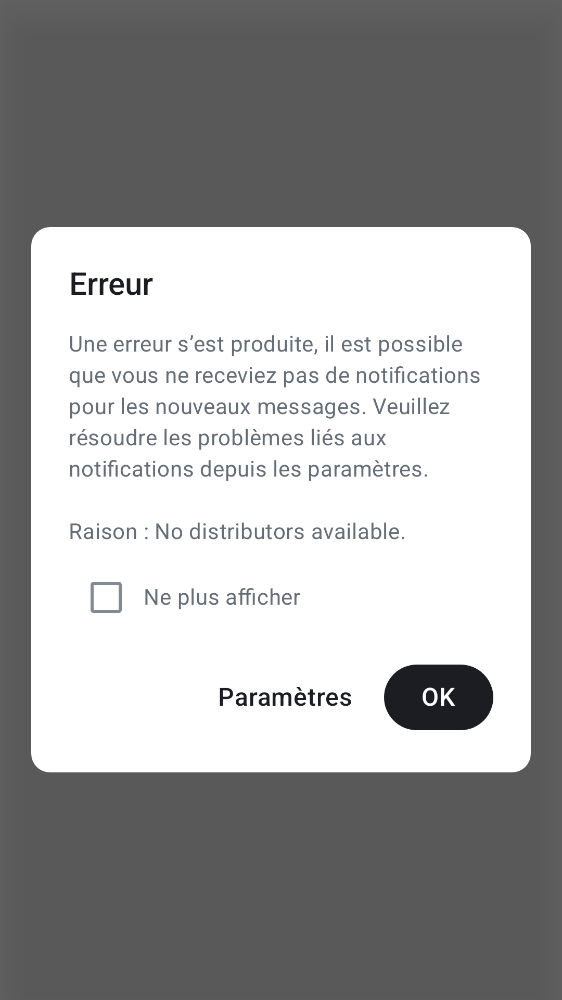 Erreur
Une erreur s’est produite, il est possible
que vous ne receviez pas de notifications
pour les nouveaux messages. Veuillez
résoudre les problèmes liés aux
notifications depuis les paramètres.
Raison : No distributors available.
Ne plus afficher
Paramètres
OK